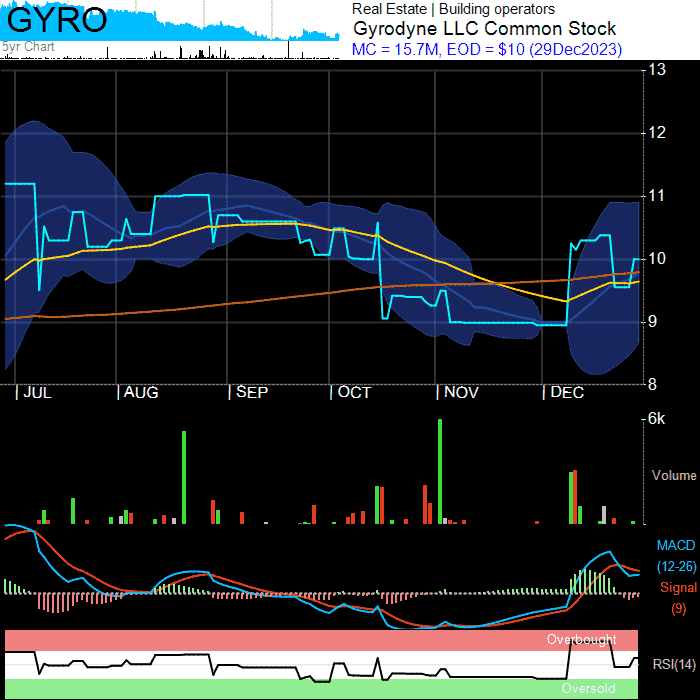 GYRO
5yr Chart
Real Estate | Building operators
Gyrodyne LLC Common Stock
MC = 15.7M, EOD = $10 (29Dec2023)
13
12
11
10
9
8
JUL AUG SEP OCT NOV DEC
6k
Volume
MACD
(12-26)
Signal
(9)
Overbought
RSI(14)
Oversold